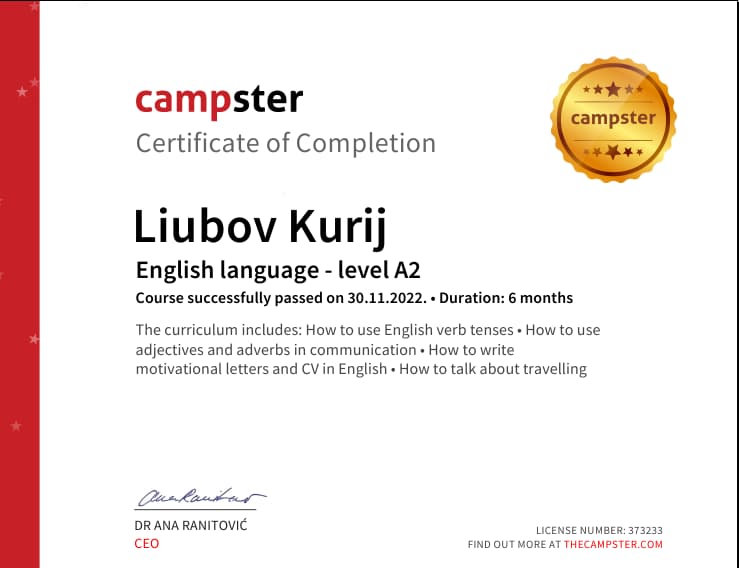 campster
Certificate of Completion
campster
Liubov Kurij
English language - level A2
Course successfully passed on 30.11.2022. • Duration: 6 months
The curriculum includes: How to use English verb tenses • How to use
adjectives and adverbs in communication • How to write
motivational letters and CV in English • How to talk about travelling
Ana Ranitović
DR ANA RANITOVIĆ
CEO
LICENSE NUMBER: 373233
FIND OUT MORE AT THECAMPSTER.COM